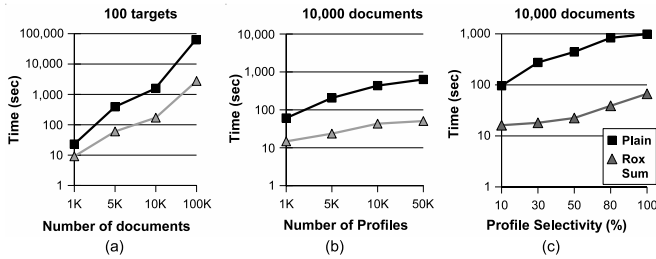 100 targets
100,000
10,000
1,000
100
10
1
Time (sec)
1K 5K 10K 100K
Number of documents
(a)
10,000 documents
10,000
1,000
100
10
1
Time (sec)
1K 5K 10K 50K
Number of Profiles
(b)
10,000 documents
1,000
100
10
1
Time (sec)
10 30 50 80 100
Profile Selectivity (%)
Plain
Rox
Sum
(c)